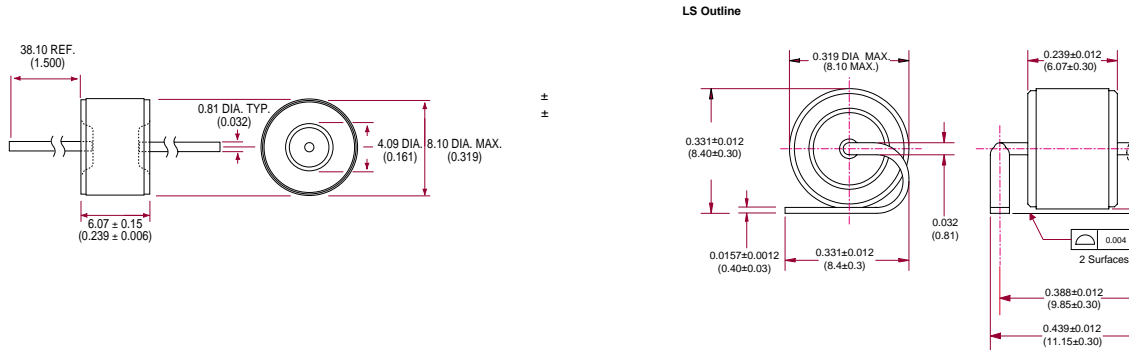 LS Outline
38.10 REF.
(1.500)
0.81 DIA. TYP.
(0.032)
4.09 DIA.
(0.161)
8.10 DIA. MAX.
(0.319)
6.07 ± 0.15
(0.239 ± 0.006)
±
±
0.319 DIA MAX.
(8.10 MAX.)
0.331±0.012
(8.40±0.30)
0.032
(0.81)
0.0157±0.0012
(0.40±0.03)
0.331±0.012
(8.4±0.3)
0.239±0.012
(6.07±0.30)
0.004
2 Surfaces
0.388±0.012
(9.85±0.30)
0.439±0.012
(11.15±0.30)